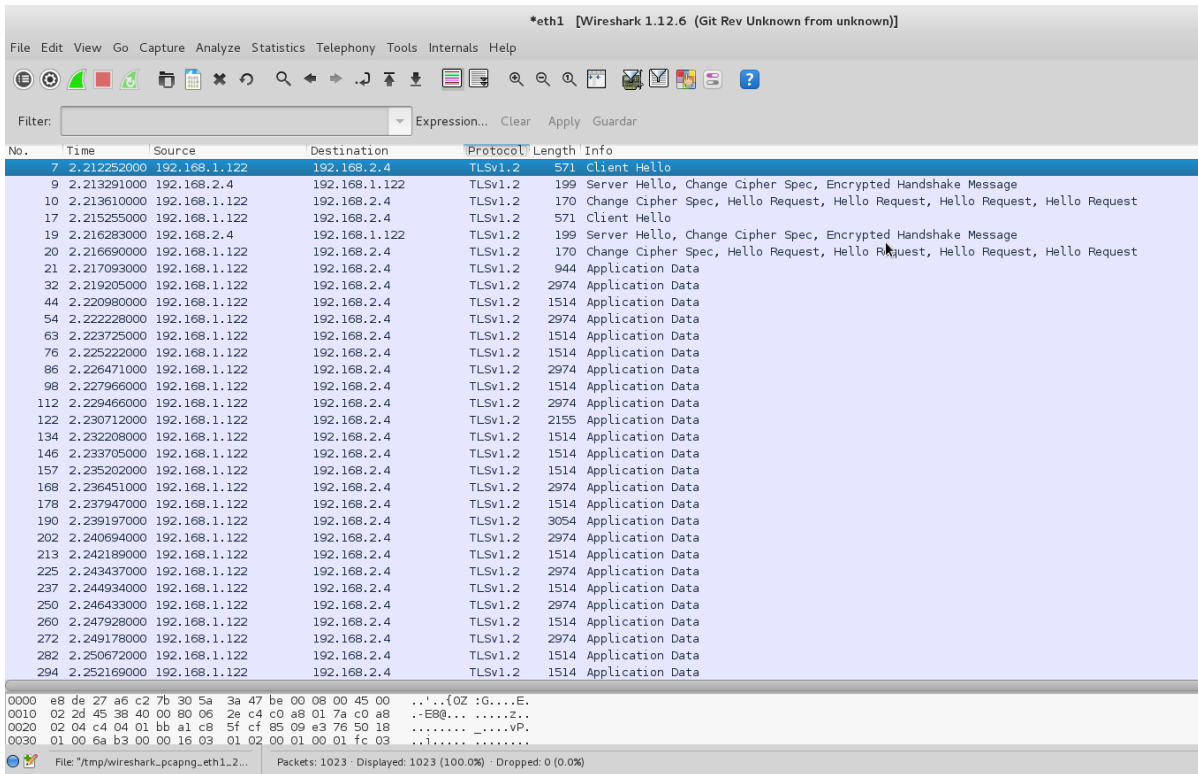 *eth1 [Wireshark 1.12.6 (Git Rev Unknown from unknown)]
File Edit View Go Capture Analyze Statistics Telephony Tools Internals Help
Filter: Expression... Clear Apply Guardar
No. Time Source Destination Protocol Length Info
7 2.212252000 192.168.1.122 192.168.2.4 TLSv1.2 571 Client Hello
9 2.213291000 192.168.2.4 192.168.1.122 TLSv1.2 199 Server Hello, Change Cipher Spec, Encrypted Handshake Message
10 2.213610000 192.168.1.122 192.168.2.4 TLSv1.2 170 Change Cipher Spec, Hello Request, Hello Request, Hello Request, Hello Request
17 2.215255000 192.168.1.122 192.168.2.4 TLSv1.2 571 Client Hello
19 2.216283000 192.168.2.4 192.168.1.122 TLSv1.2 199 Server Hello, Change Cipher Spec, Encrypted Handshake Message
20 2.216690000 192.168.1.122 192.168.2.4 TLSv1.2 170 Change Cipher Spec, Hello Request, Hello Request, Hello Request, Hello Request
21 2.217093000 192.168.1.122 192.168.2.4 TLSv1.2 944 Application Data
32 2.219205000 192.168.1.122 192.168.2.4 TLSv1.2 2974 Application Data
44 2.220980000 192.168.1.122 192.168.2.4 TLSv1.2 1514 Application Data
54 2.222228000 192.168.1.122 192.168.2.4 TLSv1.2 2974 Application Data
63 2.223725000 192.168.1.122 192.168.2.4 TLSv1.2 1514 Application Data
76 2.225222000 192.168.1.122 192.168.2.4 TLSv1.2 1514 Application Data
86 2.226471000 192.168.1.122 192.168.2.4 TLSv1.2 2974 Application Data
98 2.227966000 192.168.1.122 192.168.2.4 TLSv1.2 1514 Application Data
112 2.229466000 192.168.1.122 192.168.2.4 TLSv1.2 2974 Application Data
122 2.230712000 192.168.1.122 192.168.2.4 TLSv1.2 2155 Application Data
134 2.232208000 192.168.1.122 192.168.2.4 TLSv1.2 1514 Application Data
146 2.233705000 192.168.1.122 192.168.2.4 TLSv1.2 1514 Application Data
157 2.235202000 192.168.1.122 192.168.2.4 TLSv1.2 1514 Application Data
168 2.236451000 192.168.1.122 192.168.2.4 TLSv1.2 2974 Application Data
178 2.237947000 192.168.1.122 192.168.2.4 TLSv1.2 1514 Application Data
190 2.239197000 192.168.1.122 192.168.2.4 TLSv1.2 3054 Application Data
202 2.240694000 192.168.1.122 192.168.2.4 TLSv1.2 2974 Application Data
213 2.242189000 192.168.1.122 192.168.2.4 TLSv1.2 1514 Application Data
225 2.243437000 192.168.1.122 192.168.2.4 TLSv1.2 2974 Application Data
237 2.244934000 192.168.1.122 192.168.2.4 TLSv1.2 1514 Application Data
250 2.246433000 192.168.1.122 192.168.2.4 TLSv1.2 2974 Application Data
260 2.247928000 192.168.1.122 192.168.2.4 TLSv1.2 1514 Application Data
272 2.249178000 192.168.1.122 192.168.2.4 TLSv1.2 2974 Application Data
282 2.250672000 192.168.1.122 192.168.2.4 TLSv1.2 1514 Application Data
294 2.252169000 192.168.1.122 192.168.2.4 TLSv1.2 1514 Application Data
0000 e8 de 27 a6 c2 7b 30 5a 3a 47 be 00 08 00 45 00 ..'..{0Z :G....E.
0010 02 2d 45 38 40 00 80 06 2e c4 c0 a8 01 7a c0 a8 .-E8@... .....z..
0020 02 04 c4 04 01 bb a1 c8 5f cf 85 09 e3 76 50 18 ........ _....vP.
0030 01 00 6a b3 00 00 16 03 01 02 00 01 00 01 fc 03 ..j..... ........
File: "/tmp/wireshark_pcapng_eth1_2... Packets: 1023 · Displayed: 1023 (100.0%) · Dropped: 0 (0.0%)